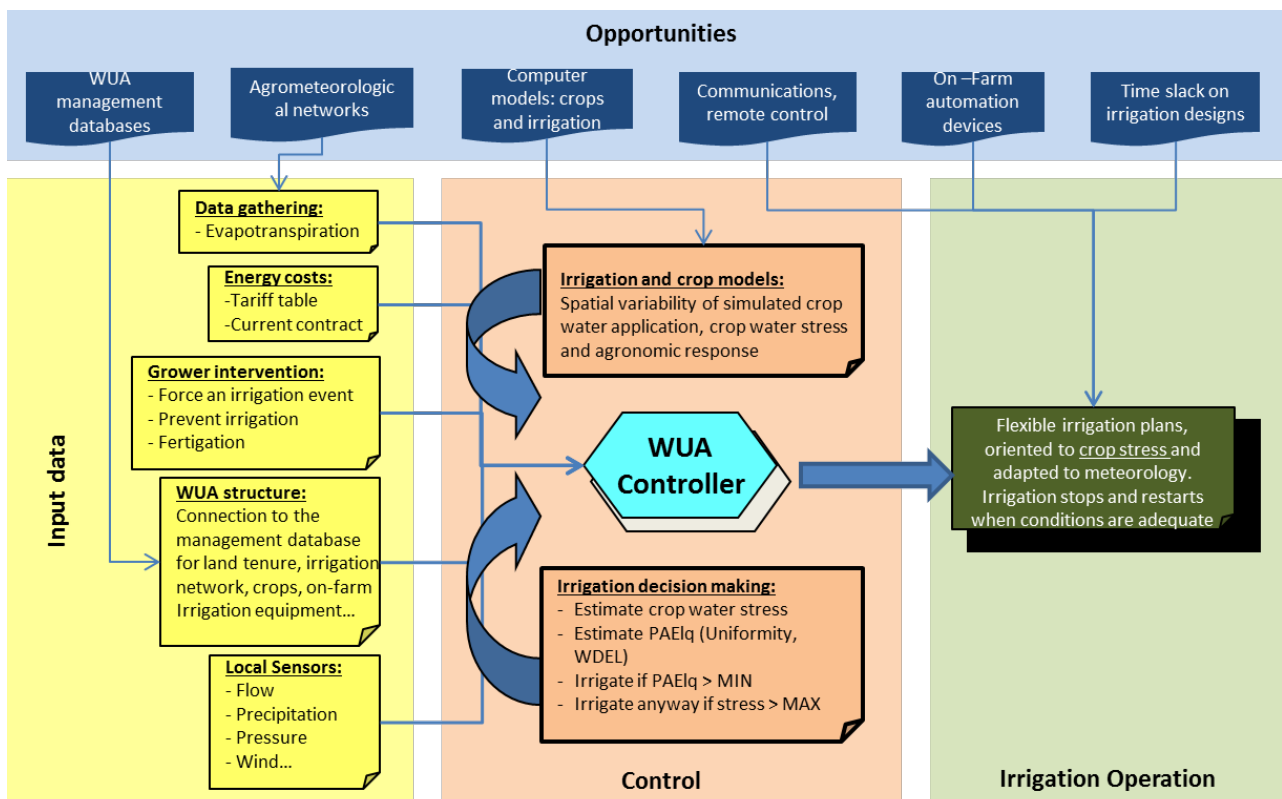 Opportunities
WUA
management
databases
Agrometeorologic
al networks
Computer
models: crops
and irrigation
Communications,
remote control
On –Farm
automation
devices
Time slack on
irrigation designs
Input data
Data gathering:
- Evapotranspiration
Energy costs:
-Tariff table
-Current contract
Grower intervention:
- Force an irrigation event
- Prevent irrigation
- Fertigation
WUA structure:
Connection to the
management database
for land tenure, irrigation
network, crops, on-farm
Irrigation equipment…
Local Sensors:
- Flow
- Precipitation
- Pressure
- Wind…
Irrigation and crop models:
Spatial variability of simulated crop
water application, crop water stress
and agronomic response
WUA
Controller
Irrigation decision making:
- Estimate crop water stress
- Estimate PAElq (Uniformity,
WDEL)
- Irrigate if PAElq > MIN
- Irrigate anyway if stress > MAX
Control
Flexible irrigation plans,
oriented to crop stress and
adapted to meteorology.
Irrigation stops and restarts
when conditions are adequate
Irrigation Operation